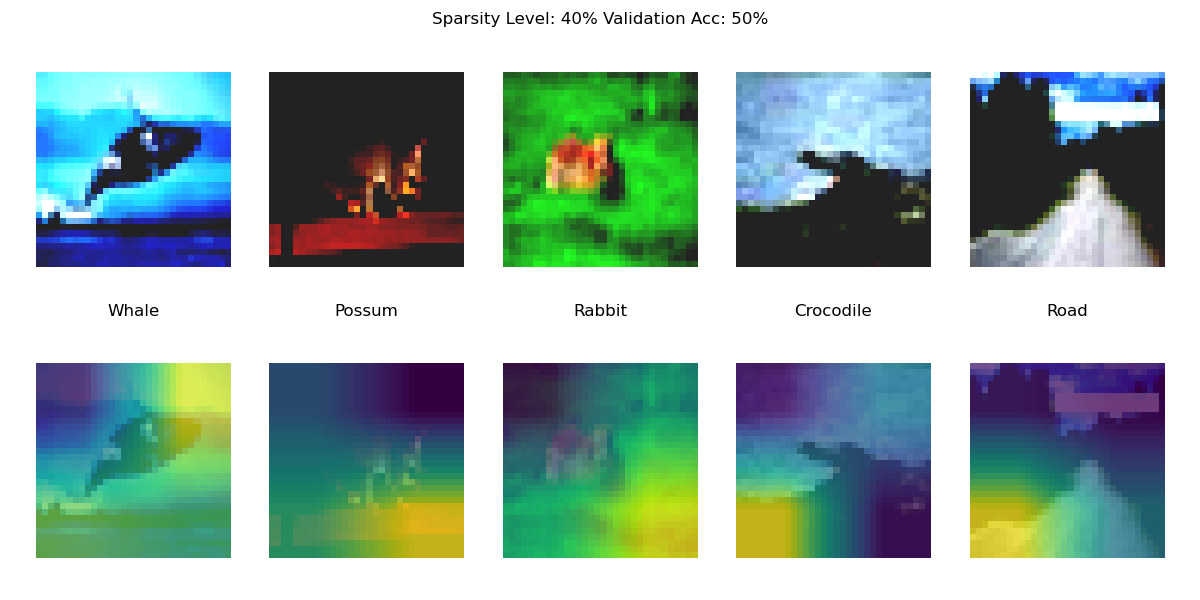 Sparsity Level: 40% Validation Acc: 50%
Whale
Possum
Rabbit
Crocodile
Road